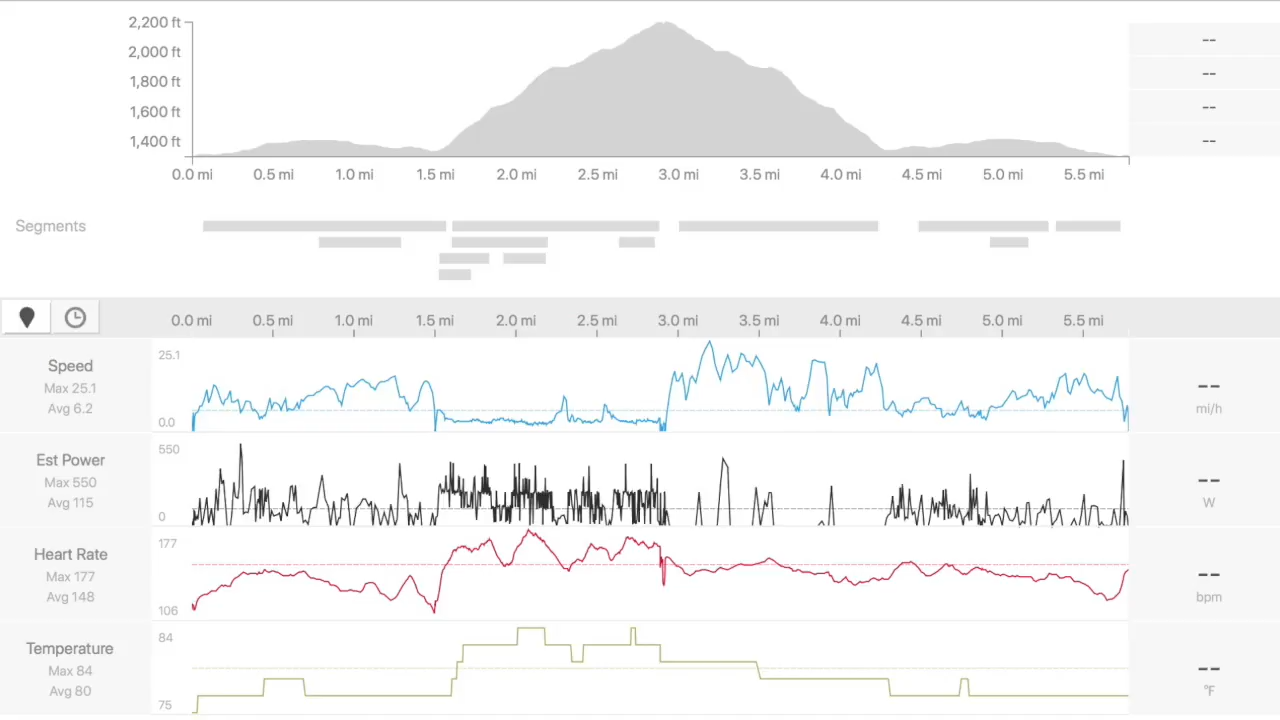 2,200 ft
2,000 ft
1,800 ft
1,600 ft
1,400 ft
--
--
--
--
0.0 mi 0.5 mi 1.0 mi 1.5 mi 2.0 mi 2.5 mi 3.0 mi 3.5 mi 4.0 mi 4.5 mi 5.0 mi 5.5 mi
Segments
0.0 mi 0.5 mi 1.0 mi 1.5 mi 2.0 mi 2.5 mi 3.0 mi 3.5 mi 4.0 mi 4.5 mi 5.0 mi 5.5 mi
Speed
Max 25.1
Avg 6.2
25.1
0.0
--
mi/h
Est Power
Max 550
Avg 115
550
0
--
W
Heart Rate
Max 177
Avg 148
177
106
--
bpm
Temperature
Max 84
Avg 80
84
75
--
°F